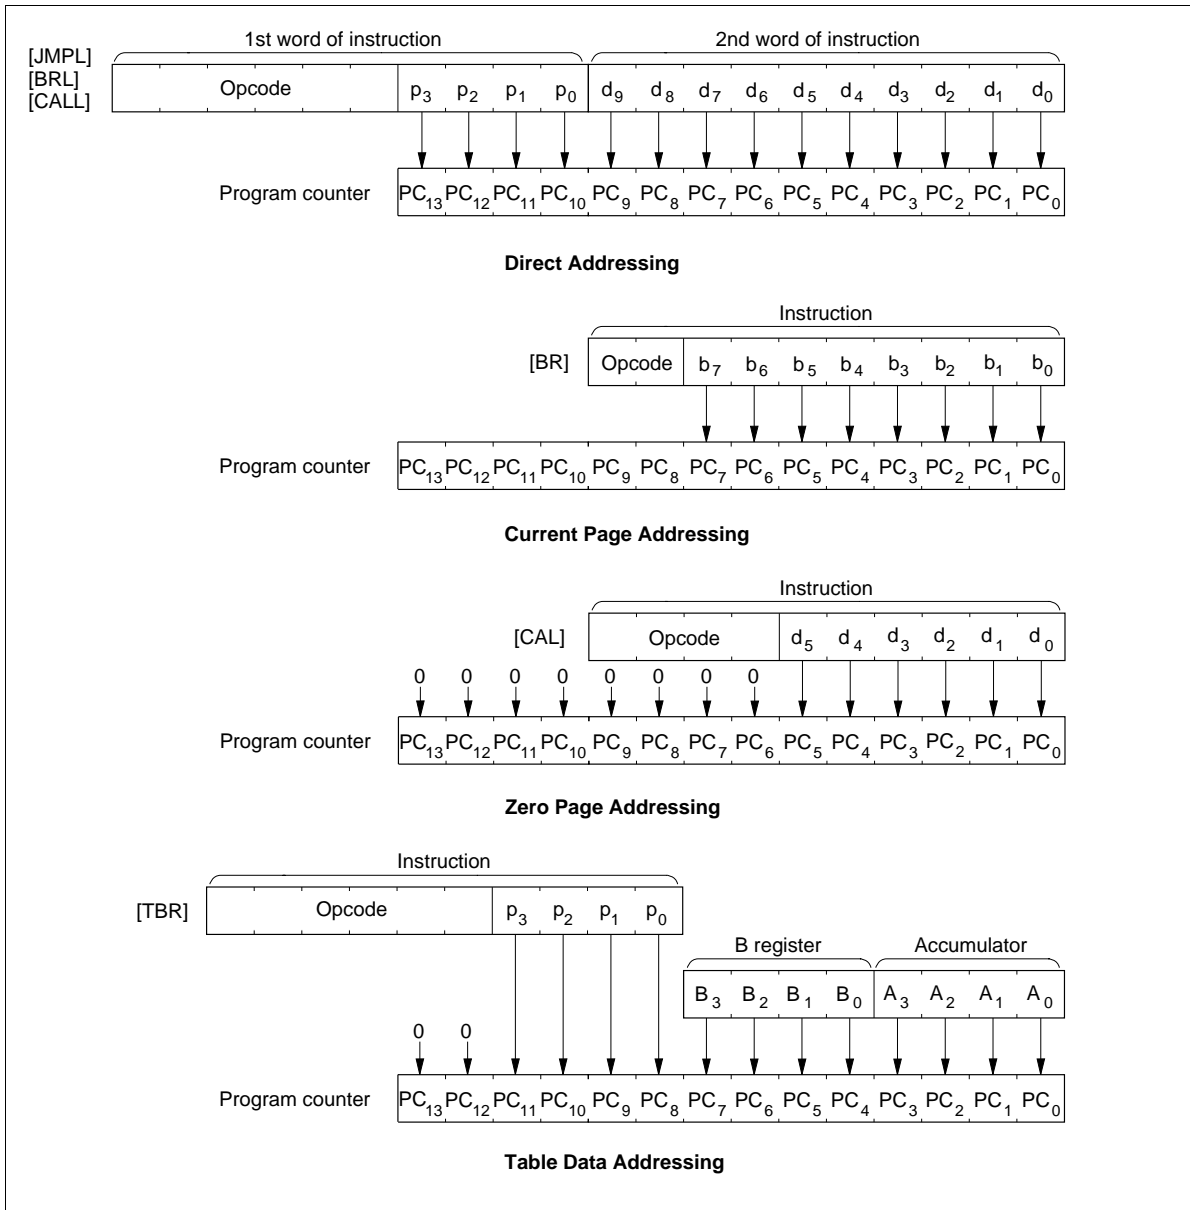 1st word of instruction 2nd word of instruction
[JMPL]
[BRL]
[CALL]
Opcode p3 p2 p1 p0 d9 d8 d7 d6 d5 d4 d3 d2 d1 d0
Program counter PC13 PC12 PC11 PC10 PC9 PC8 PC7 PC6 PC5 PC4 PC3 PC2 PC1 PC0
Direct Addressing
Instruction
[BR] Opcode b7 b6 b5 b4 b3 b2 b1 b0
Program counter PC13 PC12 PC11 PC10 PC9 PC8 PC7 PC6 PC5 PC4 PC3 PC2 PC1 PC0
Current Page Addressing
Instruction
[CAL] Opcode d5 d4 d3 d2 d1 d0
0 0 0 0 0 0 0 0
Program counter PC13 PC12 PC11 PC10 PC9 PC8 PC7 PC6 PC5 PC4 PC3 PC2 PC1 PC0
Zero Page Addressing
Instruction
[TBR] Opcode p3 p2 p1 p0
B register Accumulator
B3 B2 B1 B0 A3 A2 A1 A0
0 0
Program counter PC13 PC12 PC11 PC10 PC9 PC8 PC7 PC6 PC5 PC4 PC3 PC2 PC1 PC0
Table Data Addressing